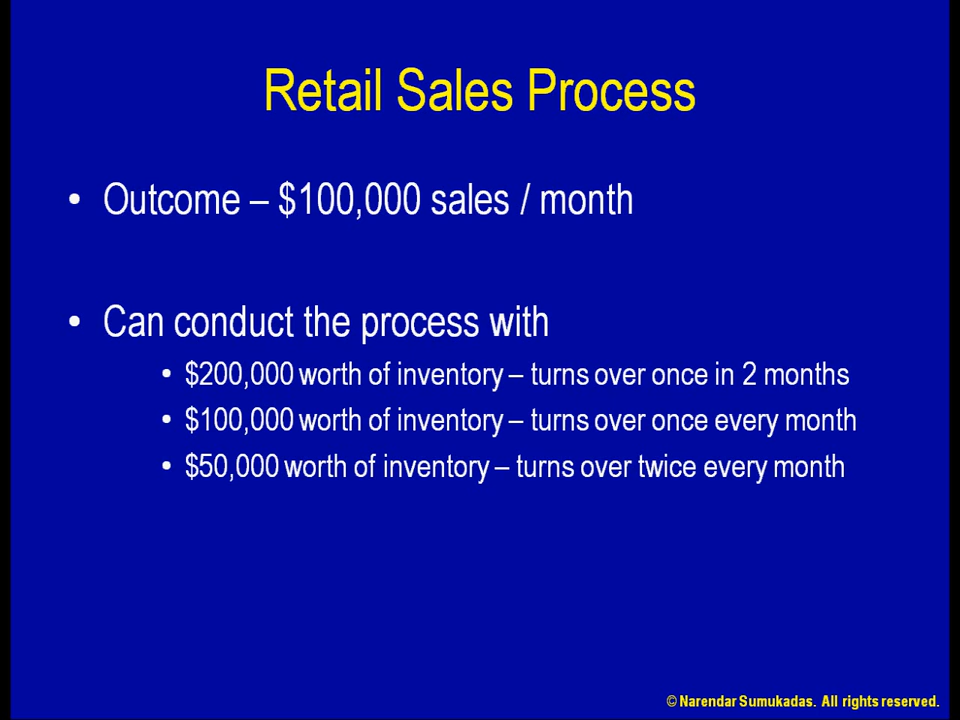 Retail Sales Process
• Outcome – $100,000 sales / month
• Can conduct the process with
• $200,000 worth of inventory – turns over once in 2 months
• $100,000 worth of inventory – turns over once every month
• $50,000 worth of inventory – turns over twice every month
© Narendar Sumukadas. All rights reserved.